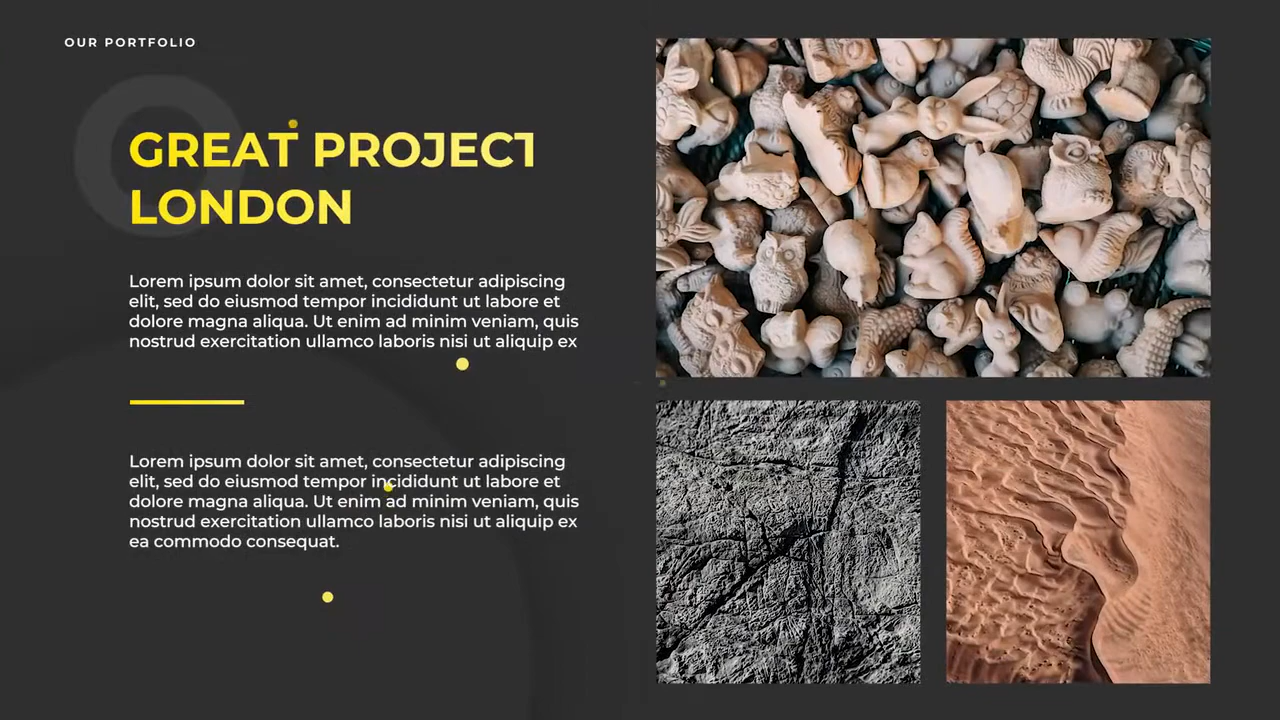 OUR PORTFOLIO
GREAT PROJECT
LONDON
Lorem ipsum dolor sit amet, consectetur adipiscing
elit, sed do eiusmod tempor incididunt ut labore et
dolore magna aliqua. Ut enim ad minim veniam, quis
nostrud exercitation ullamco laboris nisi ut aliquip ex
Lorem ipsum dolor sit amet, consectetur adipiscing
elit, sed do eiusmod tempor incididunt ut labore et
dolore magna aliqua. Ut enim ad minim veniam, quis
nostrud exercitation ullamco laboris nisi ut aliquip ex
ea commodo consequat.